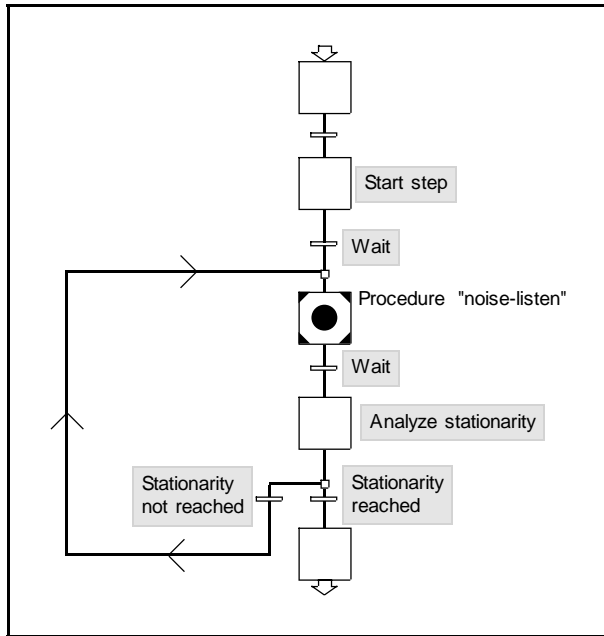 Start step
Wait
Procedure "noise-listen"
Wait
Analyze stationarity
Stationarity
not reached
Stationarity
reached